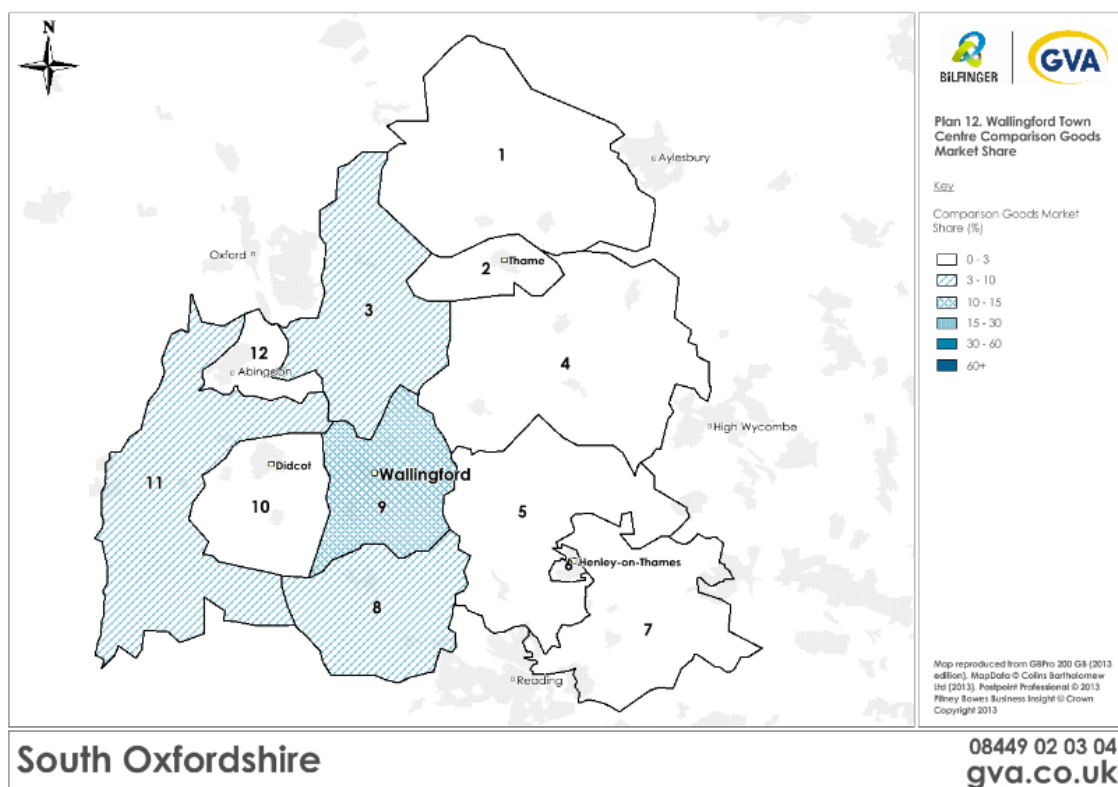 N
BILFINGER
GVA
Plan 12. Wallingford Town
Centre Comparison Goods
Market Share
Key
Comparison Goods Market
Share (%)
0 - 3
3 - 10
10 - 15
15 - 30
30 - 60
60+
1
Aylesbury
Oxford
2
Thame
3
4
12
Abingdon
High Wycombe
Didcot
Wallingford
11
10
9
5
6
Henley-on-Thames
8
7
Reading
Map reproduced from GBPro 200 GB (2013
edition). MapData © Collins Bartholomew
Ltd (2013). Postpoint Professional © 2013
Pitney Bowes Business Insight © Crown
Copyright 2013
South Oxfordshire
08449 02 03 04
gva.co.uk